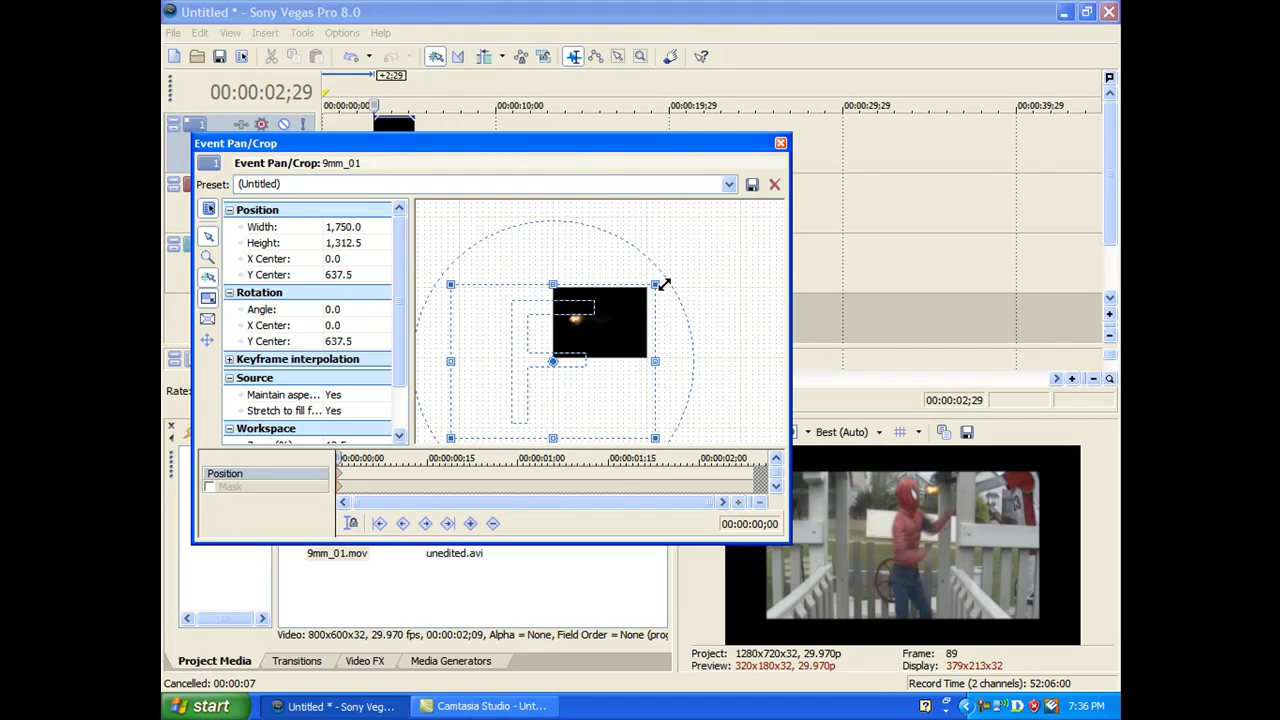 Untitled * - Sony Vegas Pro 8.0
File Edit View Insert Tools Options Help
+2;29
00:00:02;29
00:00:00;00 00:00:10;00 00:00:19;29 00:00:29;29 00:00:39;29
1
Event Pan/Crop
1 Event Pan/Crop: 9mm_01
Preset: (Untitled)
Position
Width: 1,750.0
Height: 1,312.5
X Center: 0.0
Y Center: 637.5
Rotation
Angle: 0.0
X Center: 0.0
Y Center: 637.5
Keyframe interpolation
Source
Maintain aspe... Yes
Stretch to fill f... Yes
Workspace
Rate:
00:00:02;29
Best (Auto)
00:00:00;00 00:00:00;15 00:00:01;00 00:00:01;15 00:00:02;00
Position
Mask
00:00:00;00
9mm_01.mov unedited.avi
Video: 800x600x32, 29.970 fps, 00:00:02;09, Alpha = None, Field Order = None (prog
Project Media Transitions Video FX Media Generators
Project: 1280x720x32, 29.970p Frame: 89
Preview: 320x180x32, 29.970p Display: 379x213x32
Cancelled: 00:00:07
Record Time (2 channels): 52:06:00
start Untitled * - Sony Veg... Camtasia Studio - Unt... 7:36 PM